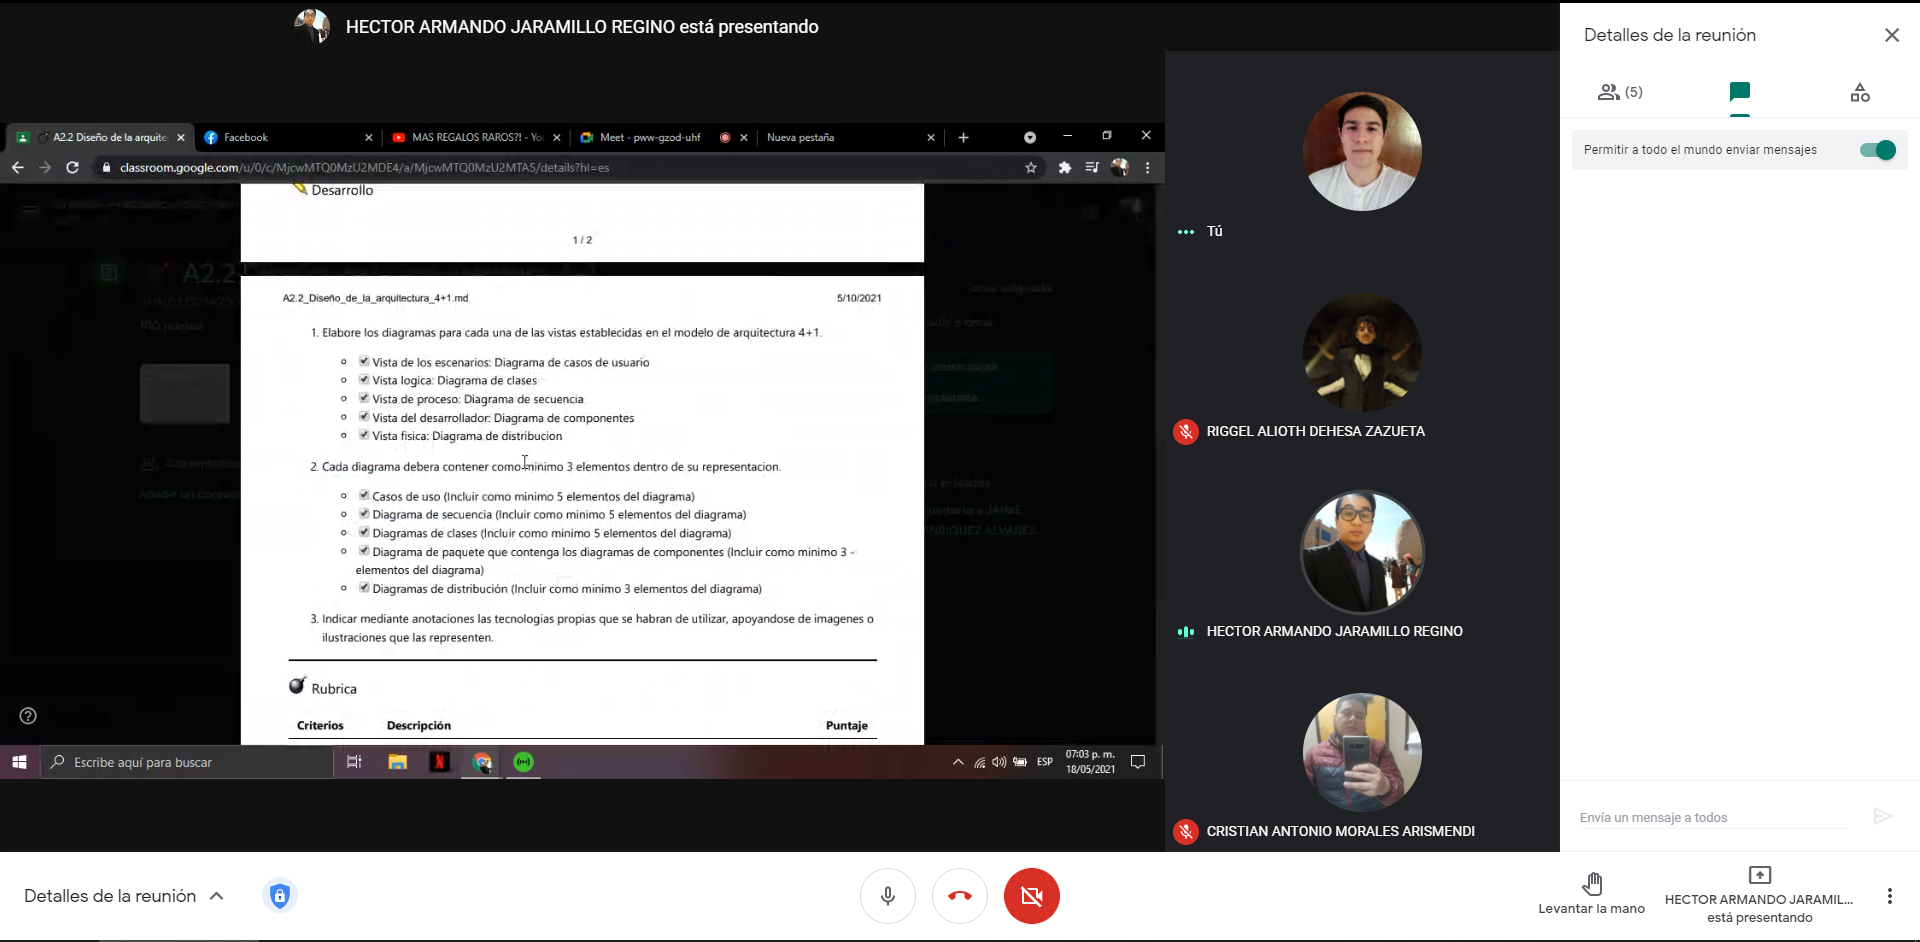 HECTOR ARMANDO JARAMILLO REGINO está presentando
A2.2 Diseño de la arquite
Facebook
MAS REGALOS RAROS?! - Yo
Meet - pww-gzod-uhf
Nueva pestaña
classroom.google.com/u/0/c/MjcwMTQ0MzU2MDE4/a/MjcwMTQ0MzU2MTA5/details?hl=es
Desarrollo
1 / 2
A2.2
A2.2_Diseño_de_la_arquitectura_4+1.md
5/10/2021
1. Elabore los diagramas para cada una de las vistas establecidas en el modelo de arquitectura 4+1.
Vista de los escenarios: Diagrama de casos de usuario
Vista logica: Diagrama de clases
Vista de proceso: Diagrama de secuencia
Vista del desarrollador: Diagrama de componentes
Vista fisica: Diagrama de distribucion
2. Cada diagrama debera contener como minimo 3 elementos dentro de su representacion.
Casos de uso (Incluir como mínimo 5 elementos del diagrama)
Diagrama de secuencia (Incluir como minimo 5 elementos del diagrama)
Diagramas de clases (Incluir como minimo 5 elementos del diagrama)
Diagrama de paquete que contenga los diagramas de componentes (Incluir como minimo 3 -
elementos del diagrama)
Diagramas de distribución (Incluir como minimo 3 elementos del diagrama)
3. Indicar mediante anotaciones las tecnologias propias que se habran de utilizar, apoyandose de imagenes o
ilustraciones que las representen.
Rubrica
Criterios Descripción Puntaje
Escribe aquí para buscar
ESP
07:03 p. m.
18/05/2021
Tú
RIGGEL ALIOTH DEHESA ZAZUETA
HECTOR ARMANDO JARAMILLO REGINO
CRISTIAN ANTONIO MORALES ARISMENDI
Detalles de la reunión
(5)
Permitir a todo el mundo enviar mensajes
Envía un mensaje a todos
Detalles de la reunión
Levantar la mano
HECTOR ARMANDO JARAMIL...
está presentando